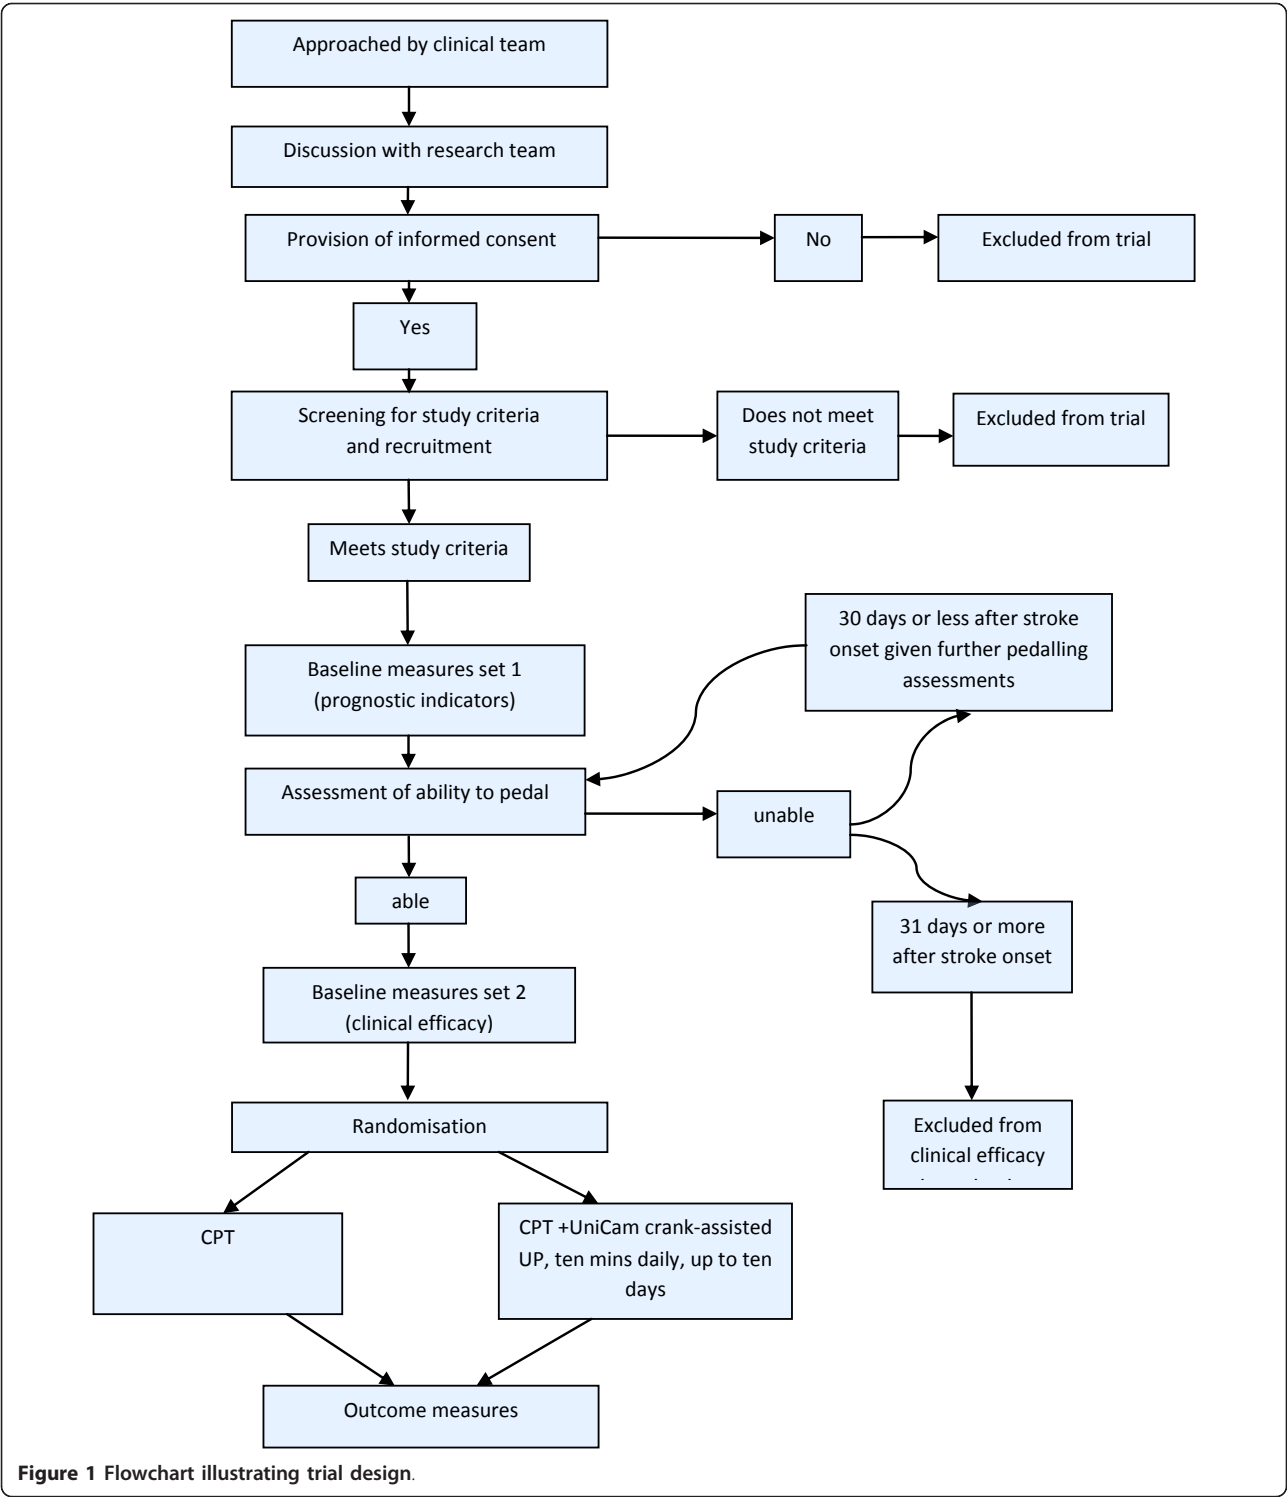 Approached by clinical team
Discussion with research team
Provision of informed consent
No
Excluded from trial
Yes
Screening for study criteria
and recruitment
Does not meet
study criteria
Excluded from trial
Meets study criteria
30 days or less after stroke
onset given further pedalling
assessments
Baseline measures set 1
(prognostic indicators)
Assessment of ability to pedal
unable
able
31 days or more
after stroke onset
Baseline measures set 2
(clinical efficacy)
Excluded from
clinical efficacy
Randomisation
CPT
CPT +UniCam crank-assisted
UP, ten mins daily, up to ten
days
Outcome measures
Figure 1 Flowchart illustrating trial design.